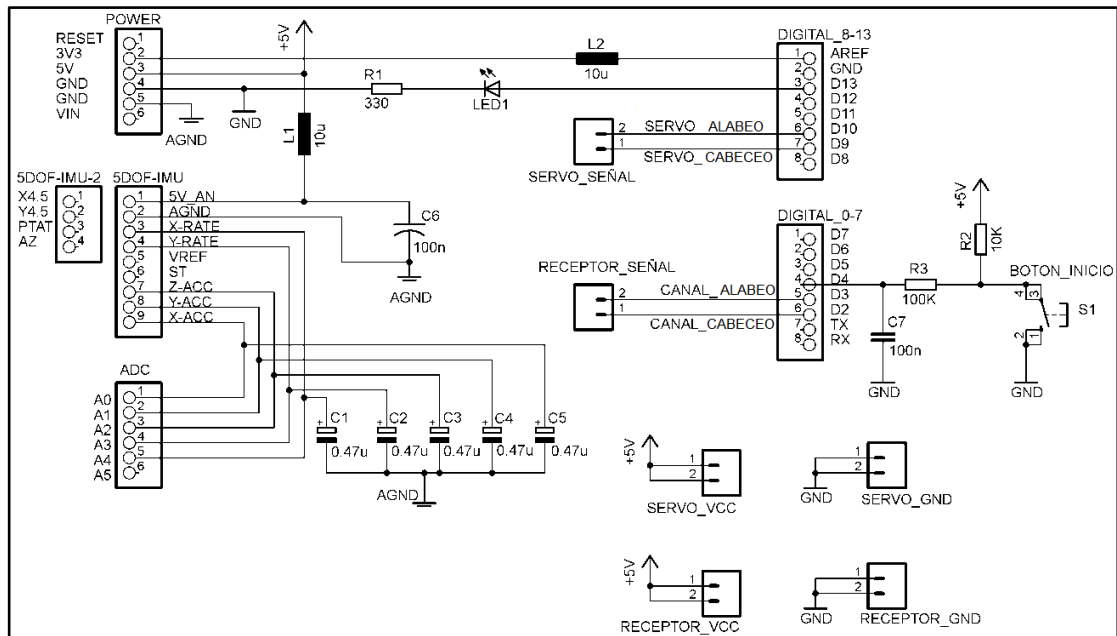 POWER
RESET 1
3V3 2
5V 3
GND 4
GND 5
VIN 6
+5V
AGND
GND
R1
330
LED1
L2
10u
L1
10u
DIGITAL_8-13
1 AREF
2 GND
3 D13
4 D12
5 D11
6 D10
7 D9
8 D8
2 SERVO_ALABEO
1 SERVO_CABECEO
SERVO_SEÑAL
5DOF-IMU-2
X4.5 1
Y4.5 2
PTAT 3
AZ 4
5DOF-IMU
1 5V_AN
2 AGND
3 X-RATE
4 Y-RATE
5 VREF
6 ST
7 Z-ACC
8 Y-ACC
9 X-ACC
C6
100n
AGND
DIGITAL_0-7
1 D7
2 D6
3 D5
4 D4
5 D3
6 D2
7 TX
8 RX
RECEPTOR_SEÑAL
2 CANAL_ALABEO
1 CANAL_CABECEO
R3
100K
C7
100n
GND
+5V
R2
10K
BOTON_INICIO
4 3
S1
2 1
GND
ADC
A0 1
A1 2
A2 3
A3 4
A4 5
A5 6
+ C1
0.47u
+ C2
0.47u
+ C3
0.47u
+ C4
0.47u
+ C5
0.47u
AGND
+5V
1
2
SERVO_VCC
1
2
GND
SERVO_GND
+5V
1
2
RECEPTOR_VCC
1
2
GND
RECEPTOR_GND